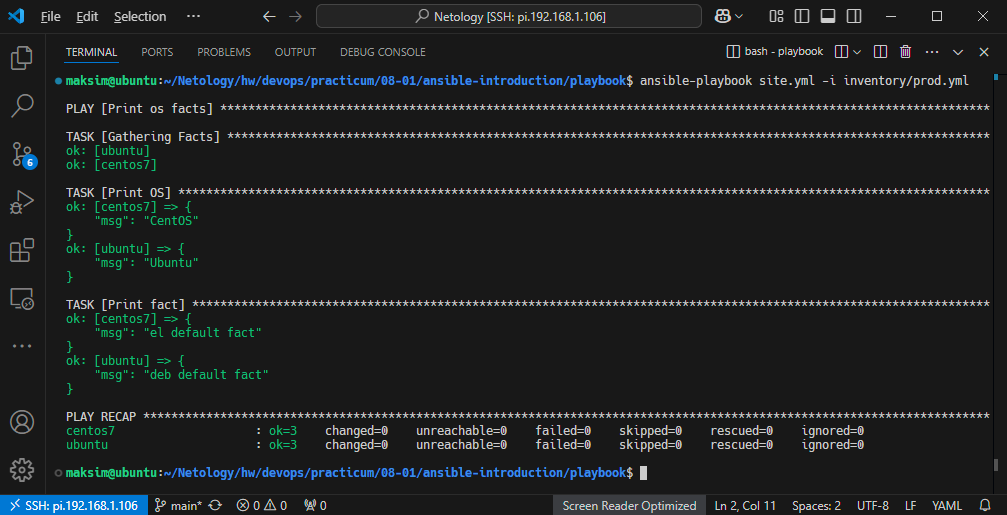 File Edit Selection ··· Netology [SSH: pi.192.168.1.106]
TERMINAL PORTS PROBLEMS OUTPUT DEBUG CONSOLE bash - playbook
maksim@ubuntu:~/Netology/hw/devops/practicum/08-01/ansible-introduction/playbook$ ansible-playbook site.yml -i inventory/prod.yml
PLAY [Print os facts] **************************************************************************************************************
TASK [Gathering Facts] *************************************************************************************************************
ok: [ubuntu]
ok: [centos7]
TASK [Print OS] ********************************************************************************************************************
ok: [centos7] => {
    "msg": "CentOS"
}
ok: [ubuntu] => {
    "msg": "Ubuntu"
}
TASK [Print fact] ******************************************************************************************************************
ok: [centos7] => {
    "msg": "el default fact"
}
ok: [ubuntu] => {
    "msg": "deb default fact"
}
PLAY RECAP *************************************************************************************************************************
centos7                    : ok=3    changed=0    unreachable=0    failed=0    skipped=0    rescued=0    ignored=0
ubuntu                     : ok=3    changed=0    unreachable=0    failed=0    skipped=0    rescued=0    ignored=0
maksim@ubuntu:~/Netology/hw/devops/practicum/08-01/ansible-introduction/playbook$
6
SSH: pi.192.168.1.106 main* 0 0 0 Screen Reader Optimized Ln 2, Col 11 Spaces: 2 UTF-8 LF YAML